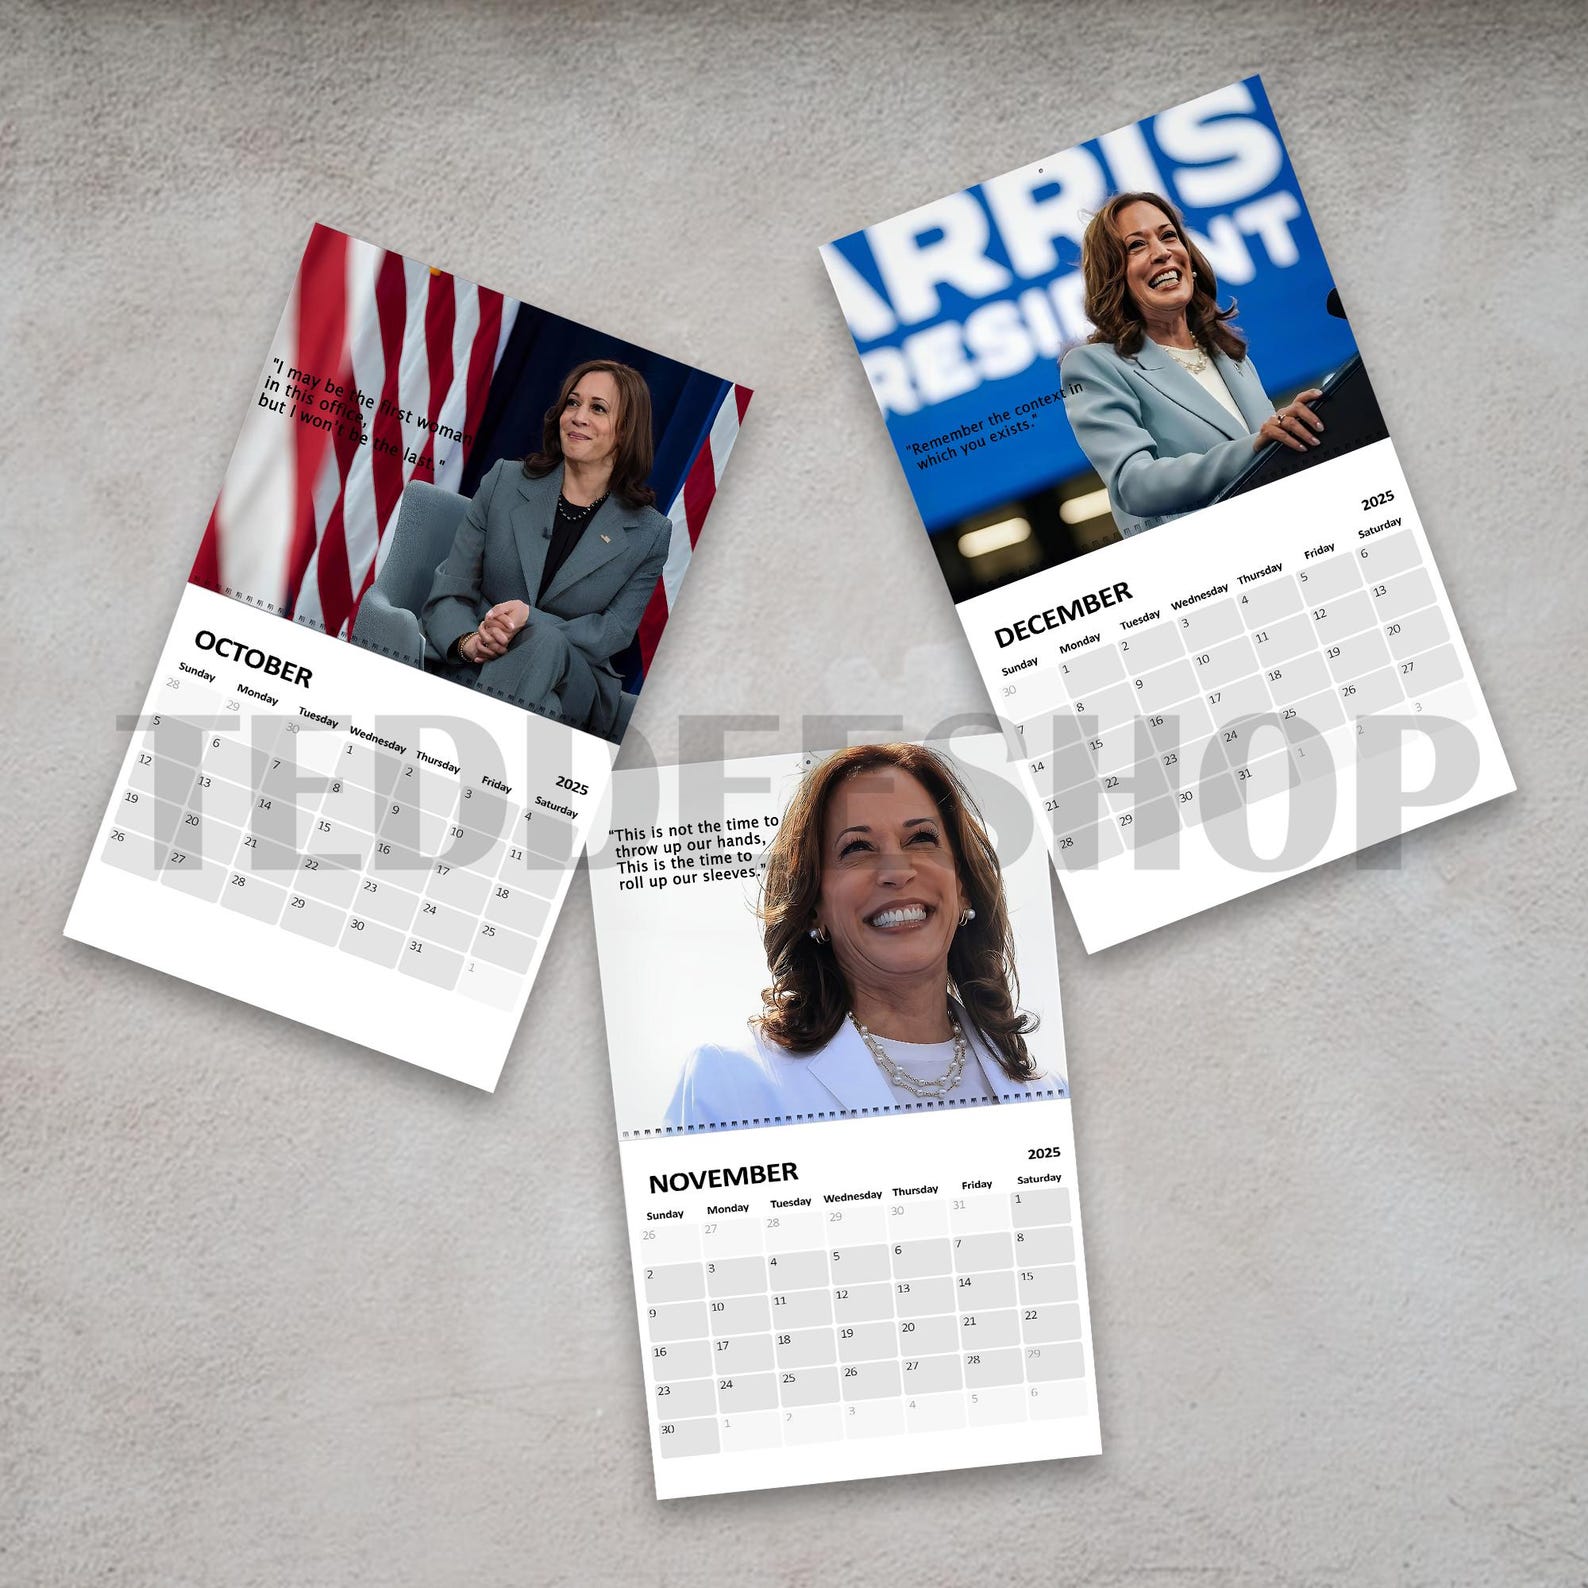 "I may be the first woman
in this office,
but I won't be the last."
OCTOBER
2025
Sunday Monday Tuesday Wednesday Thursday Friday Saturday
28 29 30 1 2 3 4
5 6 7 8 9 10 11
12 13 14 15 16 17 18
19 20 21 22 23 24 25
26 27 28 29 30 31 1
ARRIS
RESIDENT
"Remember the context in
which you exists."
2025
DECEMBER
Sunday Monday Tuesday Wednesday Thursday Friday Saturday
30 1 2 3 4 5 6
7 8 9 10 11 12 13
14 15 16 17 18 19 20
21 22 23 24 25 26 27
28 29 30 31 1 2 3
TEDDEESHOP
"This is not the time to
throw up our hands,
This is the time to
roll up our sleeves."
NOVEMBER
2025
Sunday Monday Tuesday Wednesday Thursday Friday Saturday
26 27 28 29 30 31 1
2 3 4 5 6 7 8
9 10 11 12 13 14 15
16 17 18 19 20 21 22
23 24 25 26 27 28 29
30 1 2 3 4 5 6